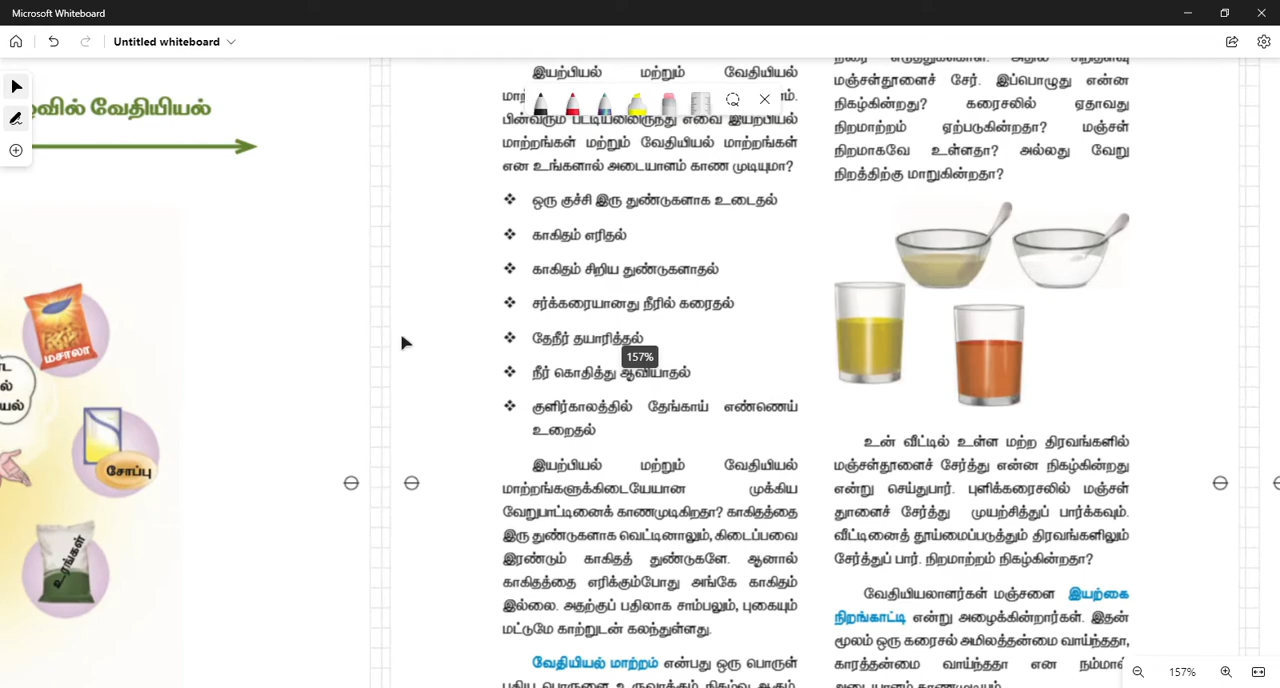 Microsoft Whiteboard
Untitled whiteboard
வேதியியல்
மசாலா
யல்
சோப்பு
உரங்கள்
இயற்பியல் மற்றும் வேதியியல்
பின்வரும் பட்டியலிலிருந்து எவை இயற்பியல்
மாற்றங்கள் மற்றும் வேதியியல் மாற்றங்கள்
என உங்களால் அடையாளம் காண முடியுமா?
❖ ஒரு குச்சி இரு துண்டுகளாக உடைதல்
❖ காகிதம் எரிதல்
❖ காகிதம் சிறிய துண்டுகளாதல்
❖ சர்க்கரையானது நீரில் கரைதல்
❖ தேநீர் தயாரித்தல்
157%
❖ நீர் கொதித்து ஆவியாதல்
❖ குளிர்காலத்தில் தேங்காய் எண்ணெய்
உறைதல்
இயற்பியல் மற்றும் வேதியியல்
மாற்றங்களுக்கிடையேயான முக்கிய
வேறுபாட்டினைக் காணமுடிகிறதா? காகிதத்தை
இரு துண்டுகளாக வெட்டினாலும், கிடைப்பவை
இரண்டும் காகிதத் துண்டுகளே. ஆனால்
காகிதத்தை எரிக்கும்போது அங்கே காகிதம்
இல்லை. அதற்குப் பதிலாக சாம்பலும், புகையும்
மட்டுமே காற்றுடன் கலந்துள்ளது.
வேதியியல் மாற்றம் என்பது ஒரு பொருள்
புதிய பொருளை உருவாக்கும் நிகழ்வு ஆகும்.
மஞ்சள்தூளைச் சேர். இப்பொழுது என்ன
நிகழ்கின்றது? கரைசலில் ஏதாவது
நிறமாற்றம் ஏற்படுகின்றதா? மஞ்சள்
நிறமாகவே உள்ளதா? அல்லது வேறு
நிறத்திற்கு மாறுகின்றதா?
உன் வீட்டில் உள்ள மற்ற திரவங்களில்
மஞ்சள்தூளைச் சேர்த்து என்ன நிகழ்கின்றது
என்று செய்துபார். புளிக்கரைசலில் மஞ்சள்
தூளைச் சேர்த்து முயற்சித்துப் பார்க்கவும்.
வீட்டினைத் தூய்மைப்படுத்தும் திரவங்களிலும்
சேர்த்துப் பார். நிறமாற்றம் நிகழ்கின்றதா?
வேதியியலாளர்கள் மஞ்சளை இயற்கை
நிறங்காட்டி என்று அழைக்கின்றார்கள். இதன்
மூலம் ஒரு கரைசல் அமிலத்தன்மை வாய்ந்ததா,
காரத்தன்மை வாய்ந்ததா என நம்மால்
அடையாளம் காணமுடியும்.
157%